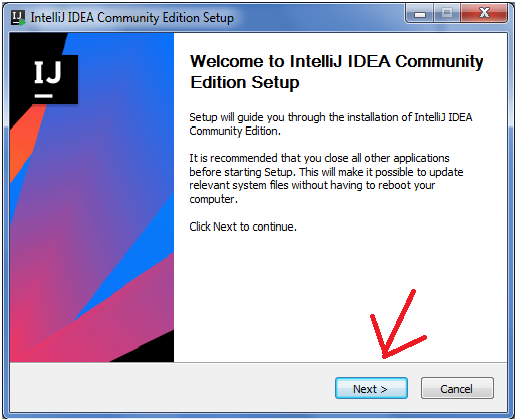 IntelliJ IDEA Community Edition Setup
IJ
Welcome to IntelliJ IDEA Community
Edition Setup
Setup will guide you through the installation of IntelliJ IDEA
Community Edition.
It is recommended that you close all other applications
before starting Setup. This will make it possible to update
relevant system files without having to reboot your
computer.
Click Next to continue.
Next >
Cancel